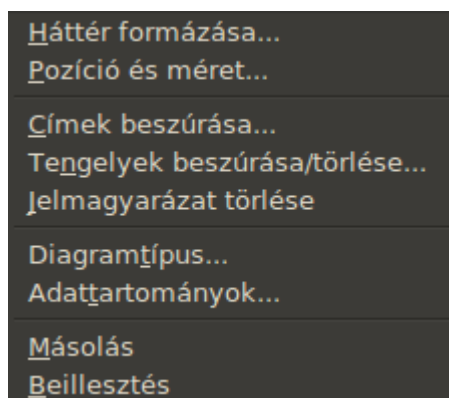 Háttér formázása...
Pozíció és méret...
Címek beszúrása...
Tengelyek beszúrása/törlése...
Jelmagyarázat törlése
Diagramtípus...
Adattartományok...
Másolás
Beillesztés